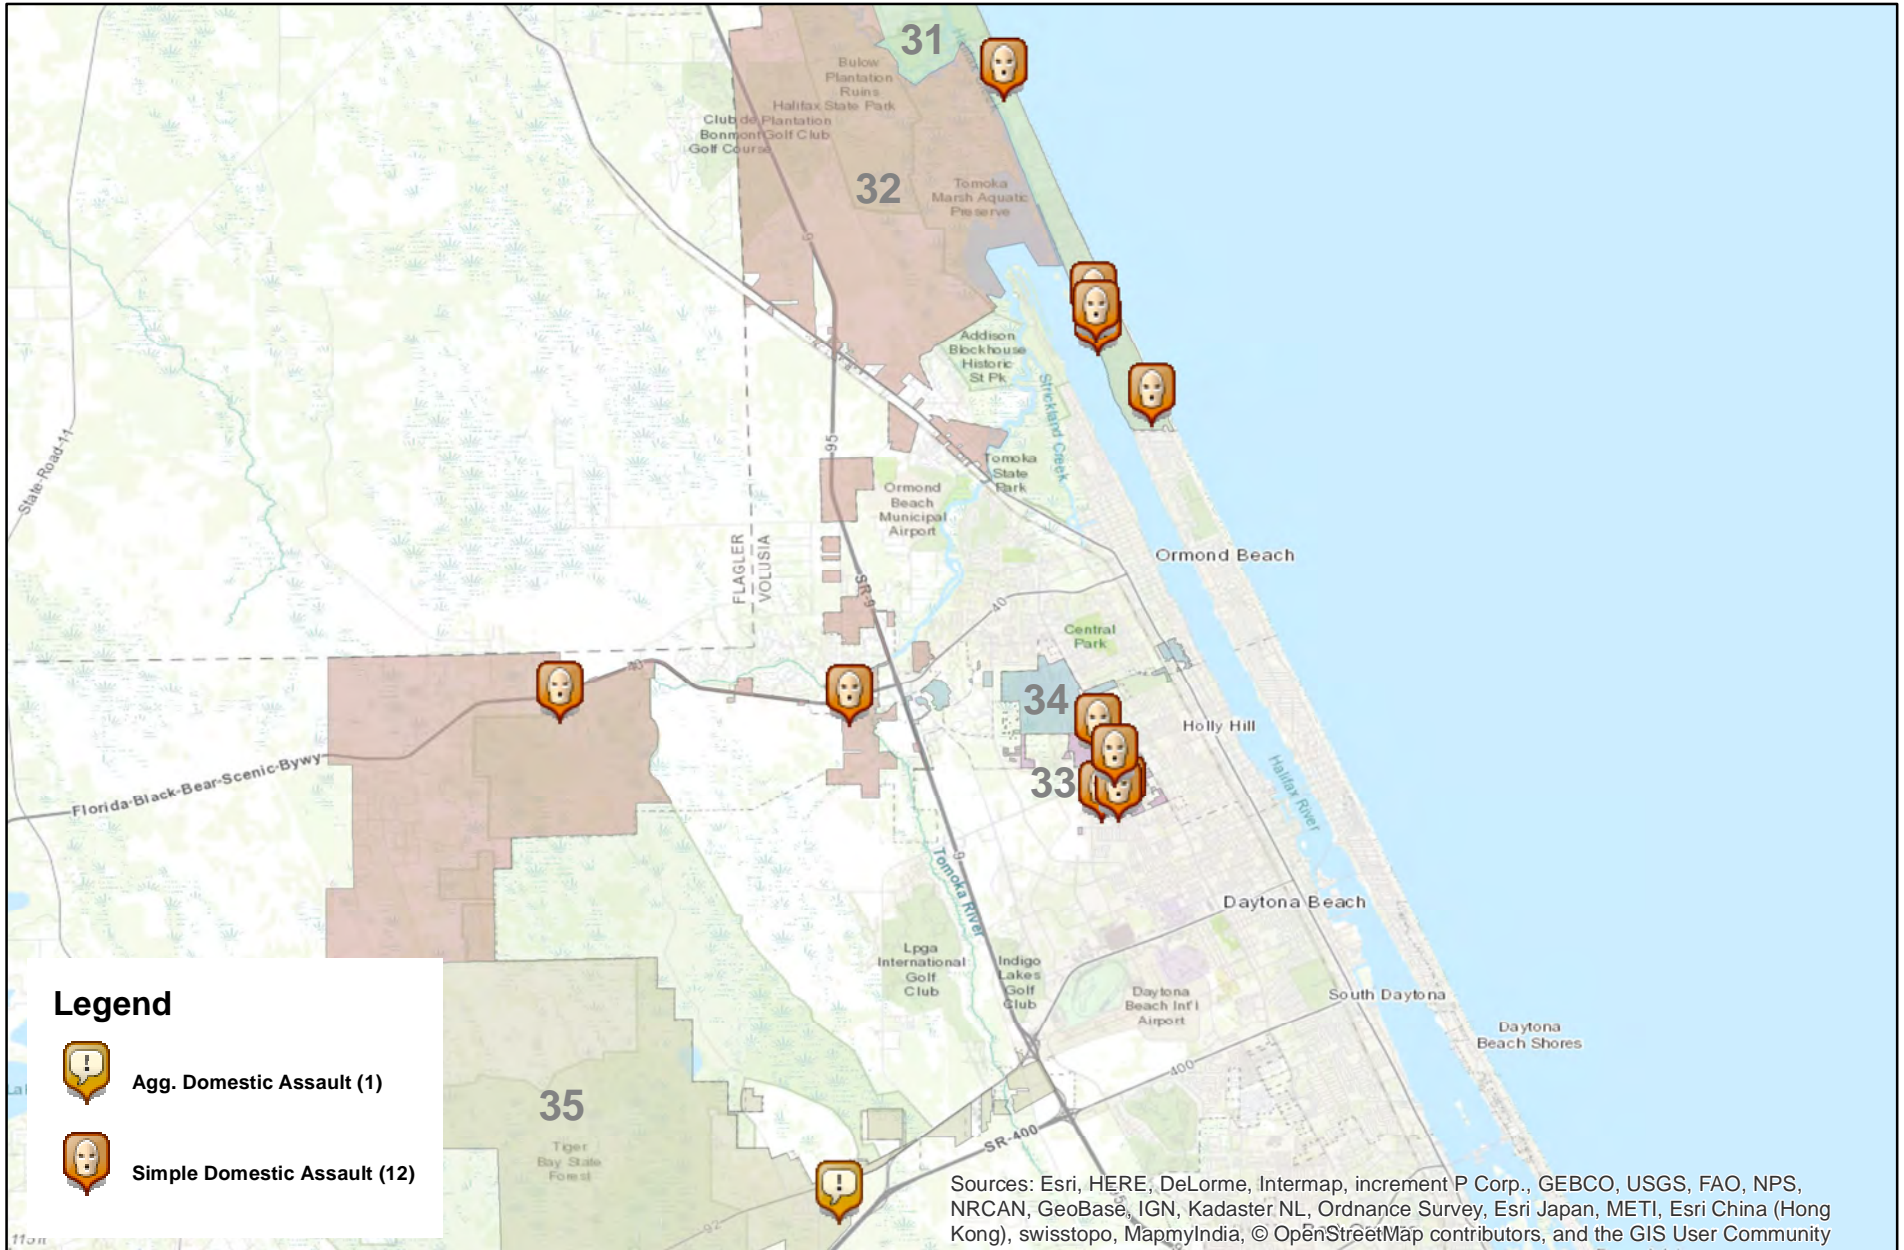 31
Bulow
Plantation
Ruins
Halifax State Park
Club de Plantation
Bonmont Golf Club
Golf Course
32
Tomoka
Marsh Aquatic
Preserve
9
Addison
Blockhouse
Historic
St Pk
Strickland Creek
State-Road-11
95
Tomoka
State
Park
Ormond
Beach
Municipal
Airport
Ormond Beach
FLAGLER
VOLUSIA
SR-9
40
Central
Park
40
34
Holly Hill
33
Florida-Black-Bear-Scenic-Bywy
Halifax River
9
Tomoka River
Daytona Beach
Lpga
International
Golf
Club
Indigo
Lakes
Golf
Club
Daytona
Beach Int'l
Airport
South Daytona
Daytona
Beach Shores
400
SR-400
Legend
Agg. Domestic Assault (1)
Simple Domestic Assault (12)
35
Tiger
Bay State
Forest
92
Sources: Esri, HERE, DeLorme, Intermap, increment P Corp., GEBCO, USGS, FAO, NPS,
NRCAN, GeoBase, IGN, Kadaster NL, Ordnance Survey, Esri Japan, METI, Esri China (Hong
Kong), swisstopo, MapmyIndia, © OpenStreetMap contributors, and the GIS User Community